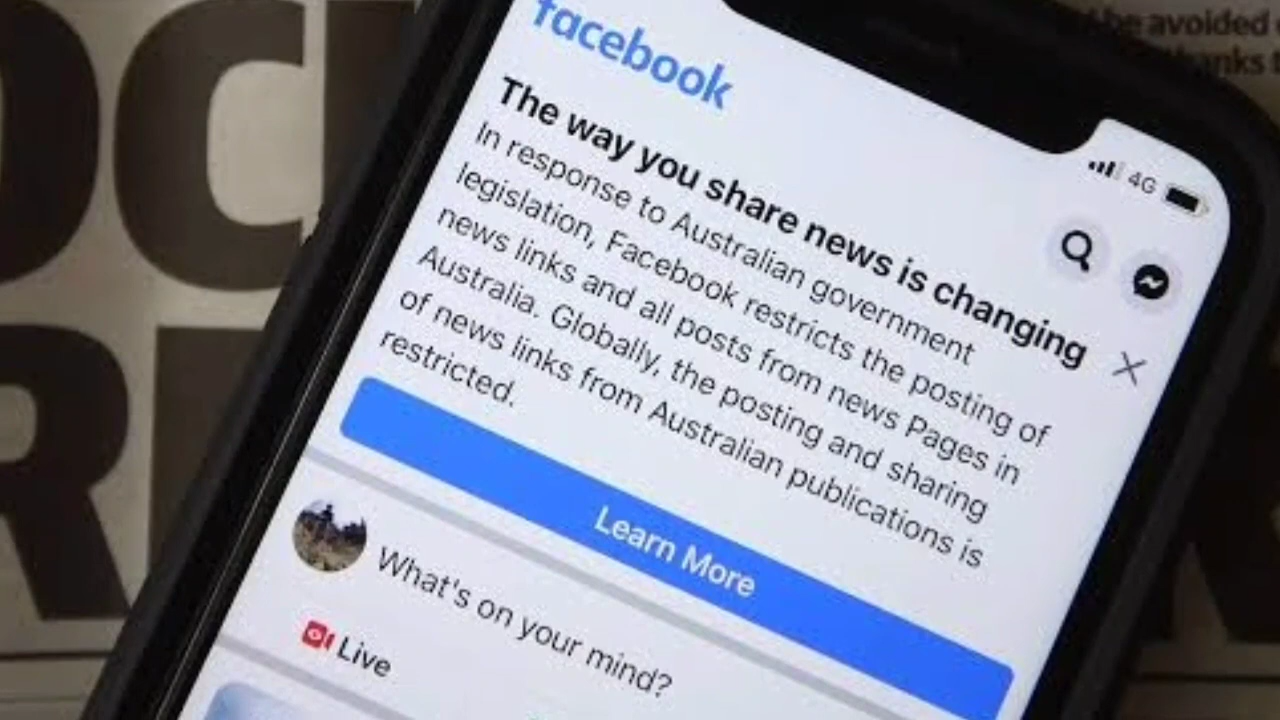 facebook
The way you share news is changing
In response to Australian government
legislation, Facebook restricts the posting of
news links and all posts from news Pages in
Australia. Globally, the posting and sharing
of news links from Australian publications is
restricted.
Learn More
What's on your mind?
Live
4G
be avoided